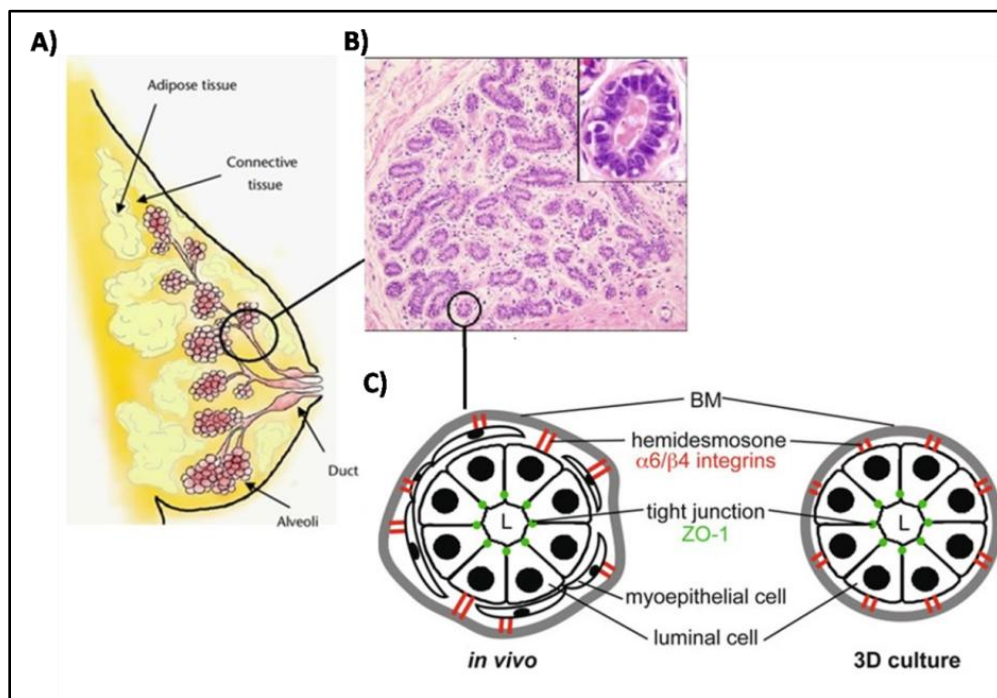 A)
Adipose tissue
Connective
tissue
Duct
Alveoli
B)
C)
BM
hemidesmosone
α6/β4 integrins
tight junction
ZO-1
myoepithelial cell
luminal cell
L
L
in vivo
3D culture